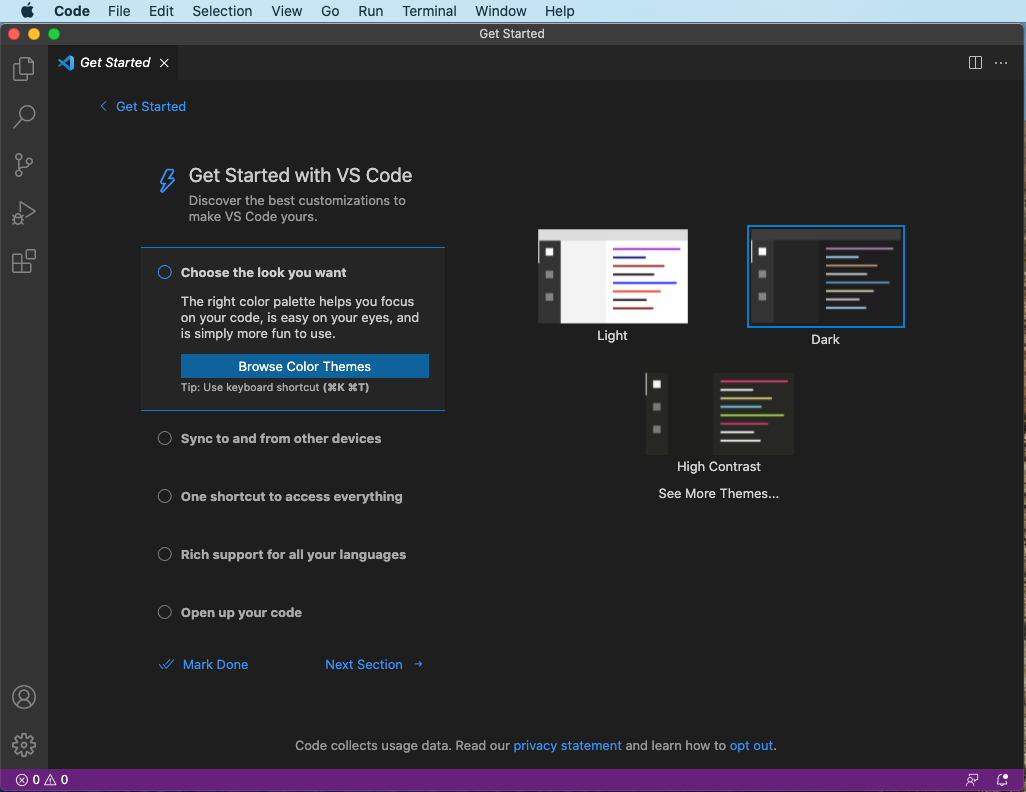 Code File Edit Selection View Go Run Terminal Window Help
Get Started
Get Started
Get Started
Get Started with VS Code
Discover the best customizations to
make VS Code yours.
Choose the look you want
The right color palette helps you focus
on your code, is easy on your eyes, and
is simply more fun to use.
Browse Color Themes
Tip: Use keyboard shortcut (⌘K ⌘T)
Sync to and from other devices
One shortcut to access everything
Rich support for all your languages
Open up your code
Mark Done
Next Section →
Light
Dark
High Contrast
See More Themes...
Code collects usage data. Read our privacy statement and learn how to opt out.
0 0